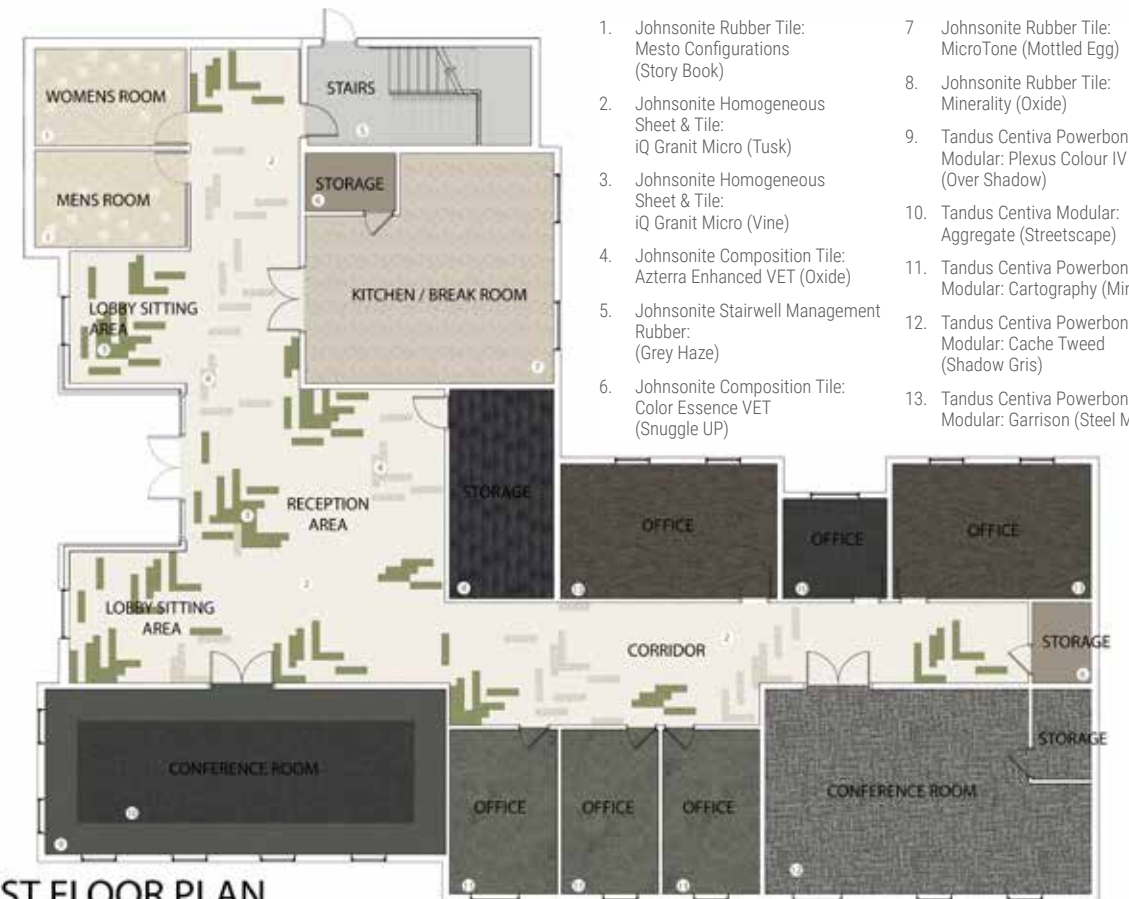 1. Johnsonite Rubber Tile:
Mesto Configurations
(Story Book)
2. Johnsonite Homogeneous
Sheet & Tile:
iQ Granit Micro (Tusk)
3. Johnsonite Homogeneous
Sheet & Tile:
iQ Granit Micro (Vine)
4. Johnsonite Composition Tile:
Azterra Enhanced VET (Oxide)
5. Johnsonite Stairwell Management
Rubber:
(Grey Haze)
6. Johnsonite Composition Tile:
Color Essence VET
(Snuggle UP)
7 Johnsonite Rubber Tile:
MicroTone (Mottled Egg)
8. Johnsonite Rubber Tile:
Minerality (Oxide)
9. Tandus Centiva Powerbon
Modular: Plexus Colour IV
(Over Shadow)
10. Tandus Centiva Modular:
Aggregate (Streetscape)
11. Tandus Centiva Powerbon
Modular: Cartography (Mi
12. Tandus Centiva Powerbon
Modular: Cache Tweed
(Shadow Gris)
13. Tandus Centiva Powerbon
Modular: Garrison (Steel M
WOMENS ROOM
STAIRS
MENS ROOM
STORAGE
KITCHEN / BREAK ROOM
LOBBY SITTING
AREA
STORAGE
RECEPTION
AREA
OFFICE
OFFICE
OFFICE
LOBBY SITTING
AREA
CORRIDOR
STORAGE
STORAGE
CONFERENCE ROOM
CONFERENCE ROOM
OFFICE
OFFICE
OFFICE
ST FLOOR PLAN